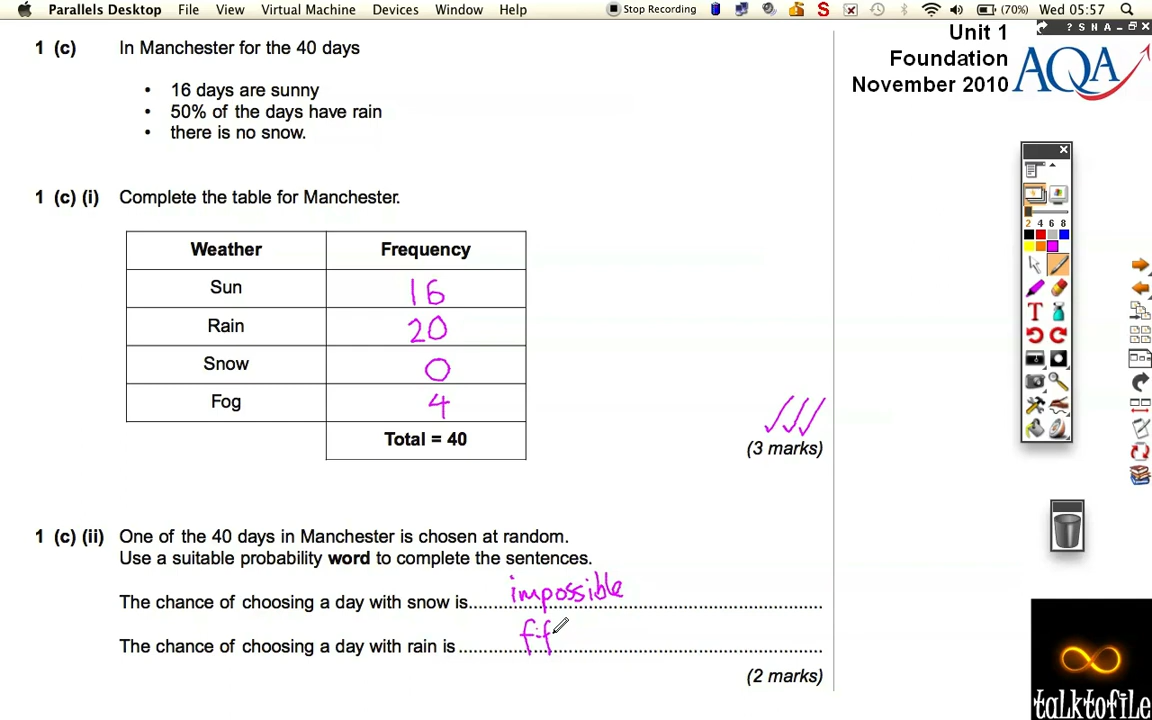 Parallels Desktop File View Virtual Machine Devices Window Help Stop Recording S (70%) Wed 05:57
? S N A
Unit 1
Foundation
November 2010
AQA
1 (c) In Manchester for the 40 days
• 16 days are sunny
• 50% of the days have rain
• there is no snow.
1 (c) (i) Complete the table for Manchester.
Weather Frequency
Sun 16
Rain 20
Snow 0
Fog 4
Total = 40
(3 marks)
2 4 6 8
T
1 (c) (ii) One of the 40 days in Manchester is chosen at random.
Use a suitable probability word to complete the sentences.
The chance of choosing a day with snow is impossible
The chance of choosing a day with rain is fif
(2 marks)
talktofile